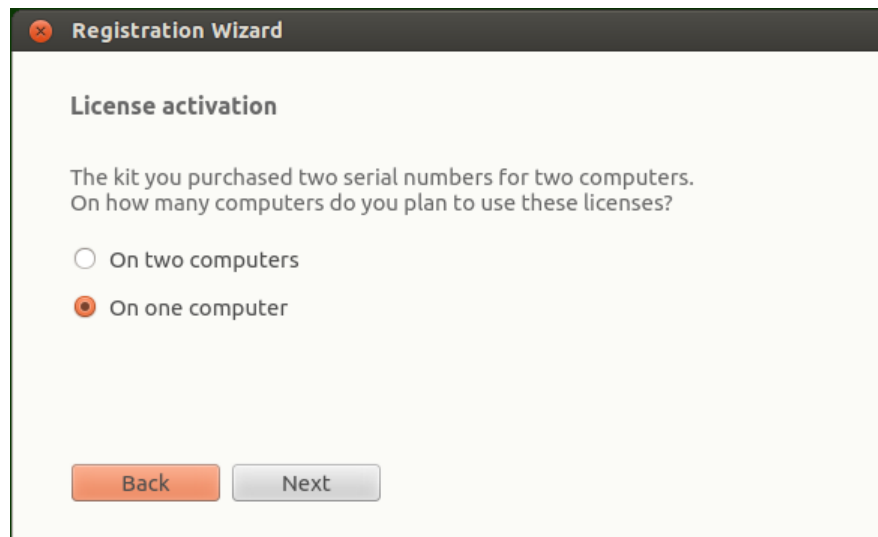 Registration Wizard
License activation
The kit you purchased two serial numbers for two computers.
On how many computers do you plan to use these licenses?
On two computers
On one computer
Back Next